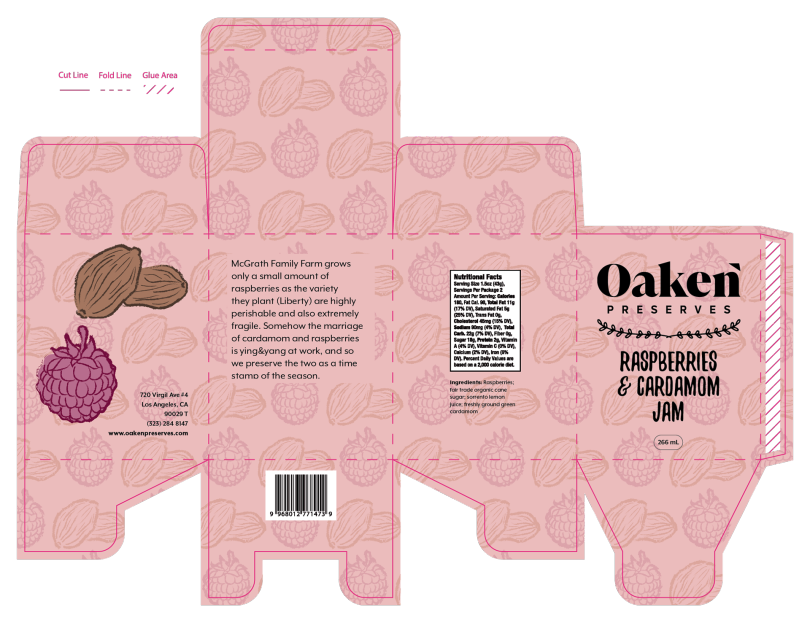 Cut Line Fold Line Glue Area
McGrath Family Farm grows
only a small amount of
raspberries as the variety
they plant (Liberty) are highly
perishable and also extremely
fragile. Somehow the marriage
of cardamom and raspberries
is ying&yang at work, and so
we preserve the two as a time
stamp of the season.
720 Virgil Ave #4
Los Angeles, CA
90029 T
(323) 284 8147
www.oakenpreserves.com
9 968012 771473 9
Nutritional Facts
Serving Size 1.5oz (43g),
Servings Per Package 2
Amount Per Serving: Calories
180, Fat Cal. 98, Total Fat 11g
(17% DV), Saturated Fat 5g
(25% DV), Trans Fat 0g,
Cholesterol 45mg (15% DV),
Sodium 90mg (4% DV), Total
Carb. 22g (7% DV), Fiber 0g,
Sugar 18g, Protein 2g, Vitamin
A (4% DV), Vitamin C (0% DV),
Calcium (2% DV), Iron (6%
DV). Percent Daily Values are
based on a 2,000 calorie diet.
Ingredients: Raspberries;
fair trade organic cane
sugar; sorrento lemon
juice; freshly ground green
cardamom
Oaken
PRESERVES
RASPBERRIES
& CARDAMOM
JAM
266 mL